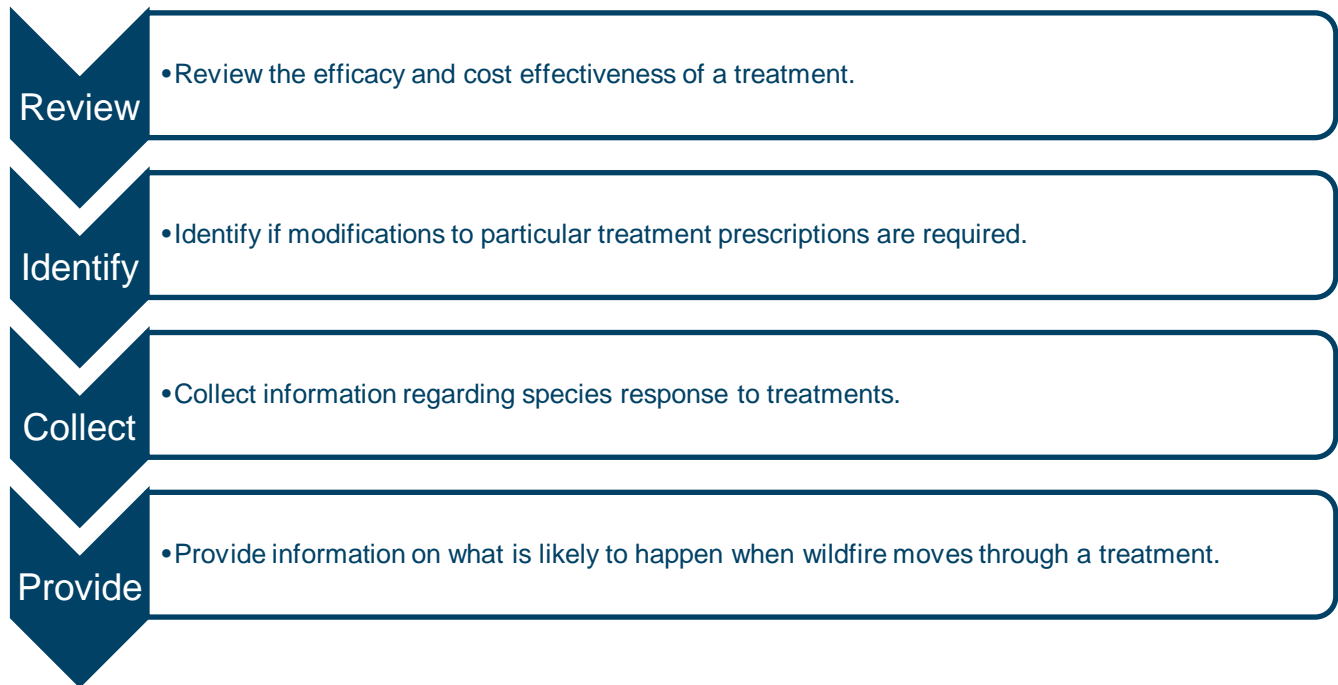 Review
•Review the efficacy and cost effectiveness of a treatment.
Identify
•Identify if modifications to particular treatment prescriptions are required.
Collect
•Collect information regarding species response to treatments.
Provide
•Provide information on what is likely to happen when wildfire moves through a treatment.